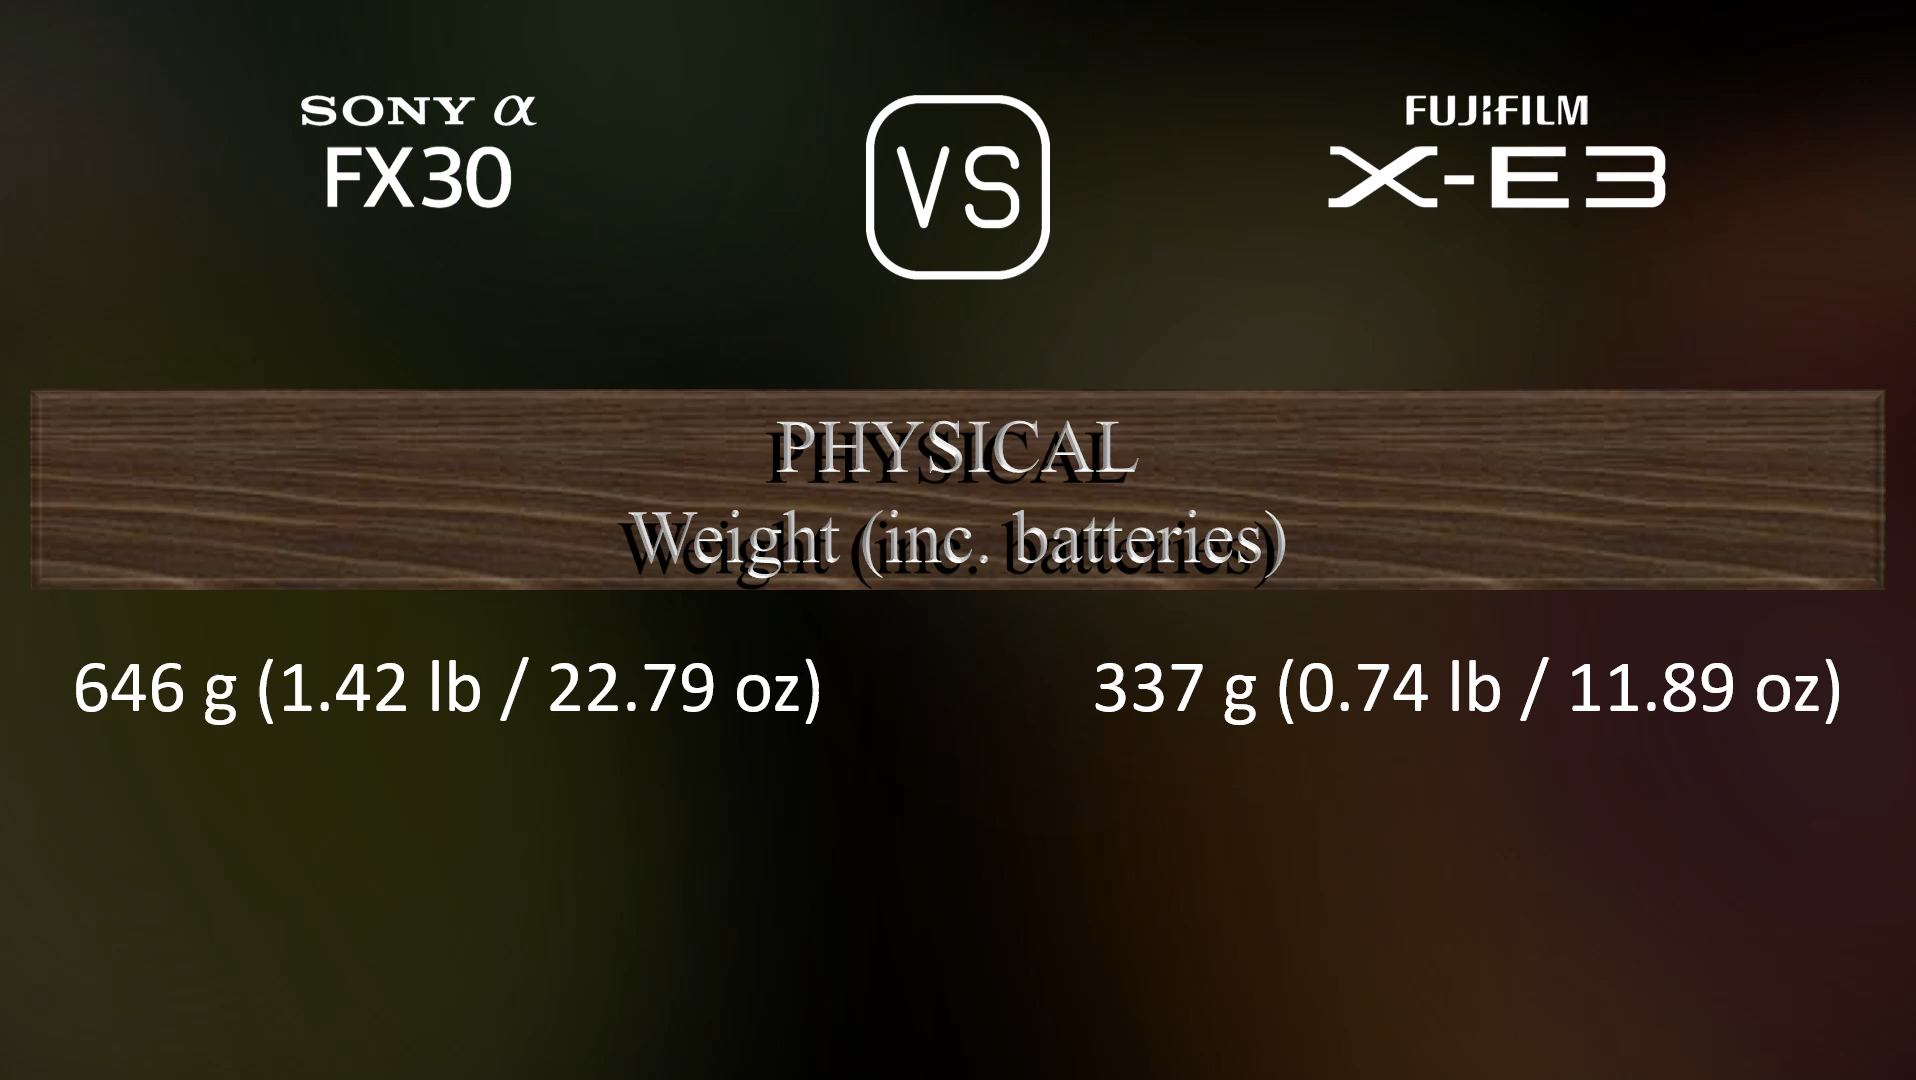 SONY α
FX30
VS
FUJIFILM
X-E3
PHYSICAL
Weight (inc. batteries)
646 g (1.42 lb / 22.79 oz)
337 g (0.74 lb / 11.89 oz)